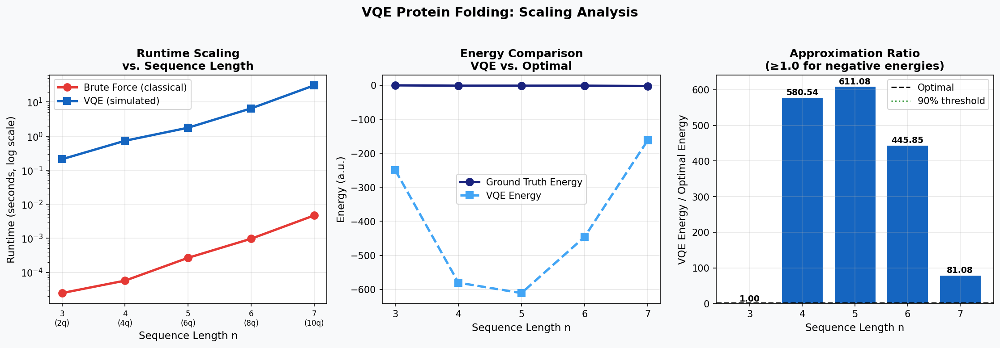 VQE Protein Folding: Scaling Analysis
Runtime Scaling
vs. Sequence Length
Brute Force (classical)
VQE (simulated)
Runtime (seconds, log scale)
10¹
10⁰
10⁻¹
10⁻²
10⁻³
10⁻⁴
3 4 5 6 7
(2q) (4q) (6q) (8q) (10q)
Sequence Length n
Energy Comparison
VQE vs. Optimal
Energy (a.u.)
0
−100
−200
−300
−400
−500
−600
Ground Truth Energy
VQE Energy
3 4 5 6 7
Sequence Length n
Approximation Ratio
(≥1.0 for negative energies)
VQE Energy / Optimal Energy
600
500
400
300
200
100
0
Optimal
90% threshold
1.00
580.54
611.08
445.85
81.08
3 4 5 6 7
Sequence Length n